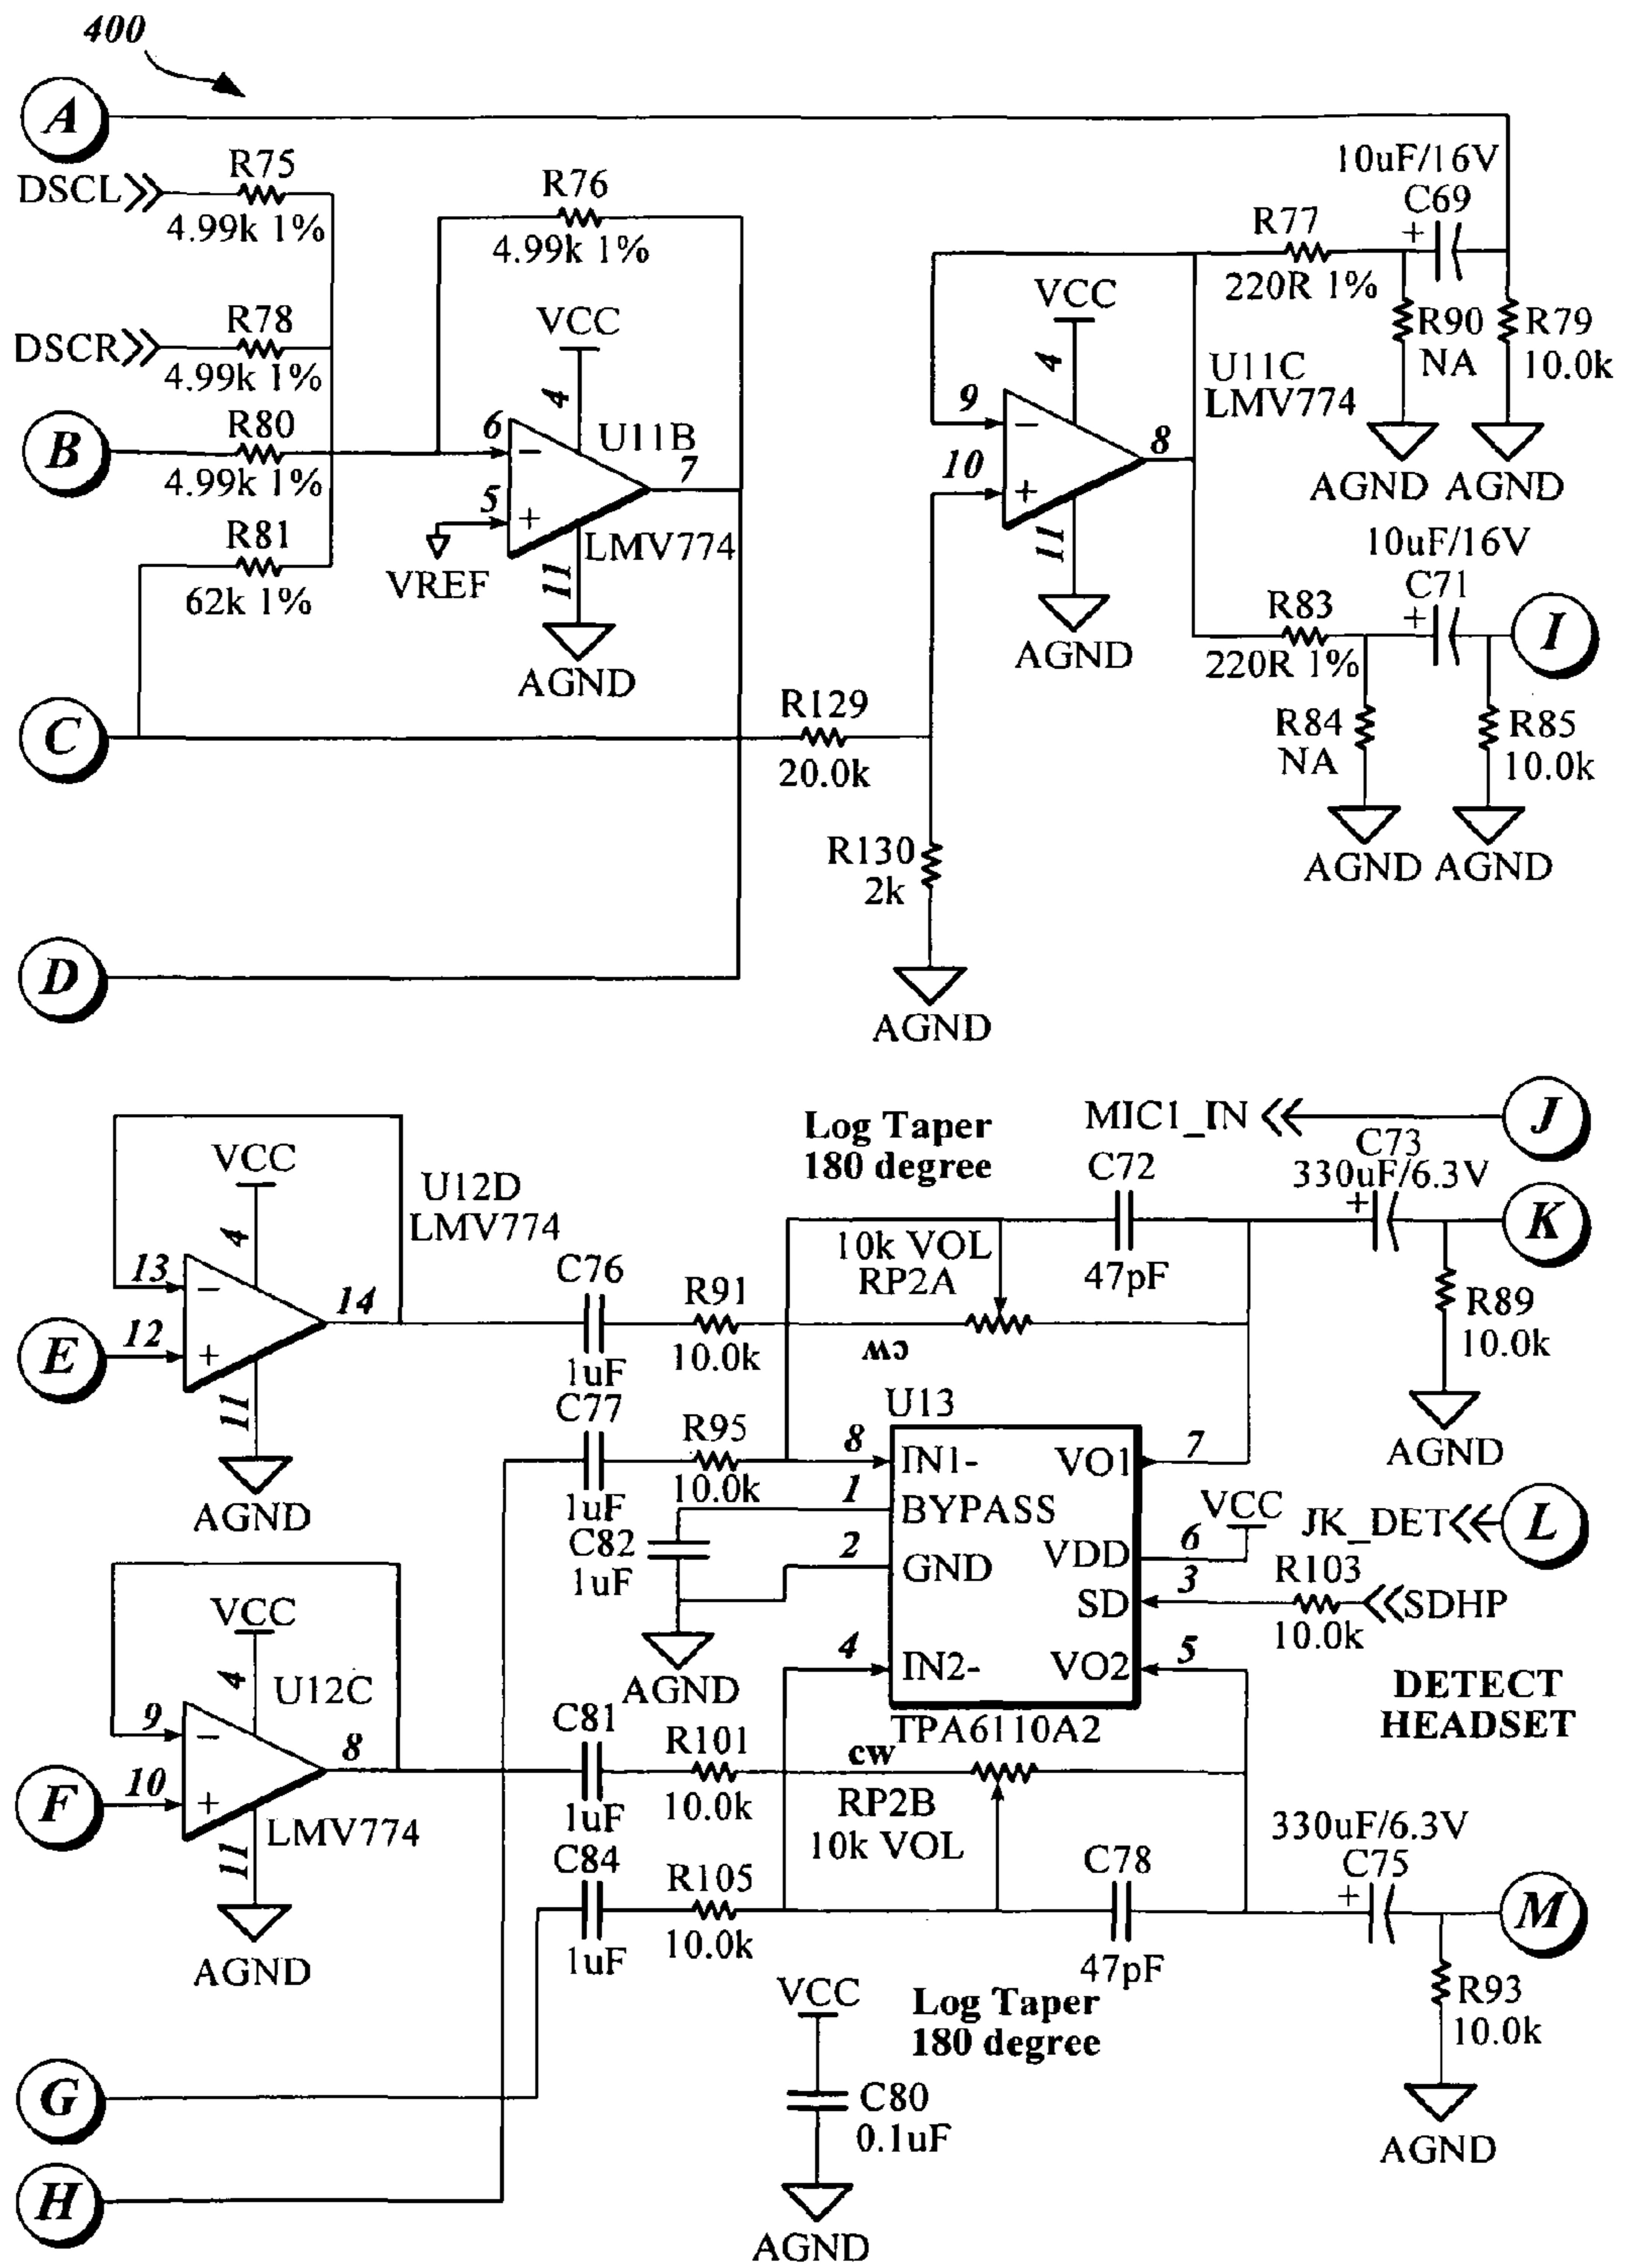 400
A
DSCL
R75
4.99k 1%
R76
4.99k 1%
10uF/16V
C69
+
R77
220R 1%
R90
NA
R79
10.0k
AGND
AGND
DSCR
R78
4.99k 1%
B
R80
4.99k 1%
R81
62k 1%
VCC
4
6
−
5
+
U11B
7
LMV774
VREF
11
AGND
VCC
4
U11C
LMV774
9
−
10
+
8
11
AGND
10uF/16V
C71
+
R83
220R 1%
I
R84
NA
R85
10.0k
AGND
AGND
C
R129
20.0k
R130
2k
AGND
D
VCC
4
U12D
LMV774
13
−
14
E
12
+
11
AGND
Log Taper
180 degree
MIC1_IN
J
C72
47pF
C73
330uF/6.3V
+
K
10k VOL
RP2A
C76
1uF
R91
10.0k
cw
R89
10.0k
AGND
C77
1uF
R95
10.0k
U13
8
IN1-
VO1
7
1
BYPASS
C82
1uF
2
GND
VDD
6
VCC
JK_DET
L
SD
3
R103
10.0k
SDHP
4
IN2-
VO2
5
AGND
TPA6110A2
DETECT
HEADSET
VCC
4
U12C
9
−
8
F
10
+
LMV774
11
AGND
C81
1uF
R101
10.0k
cw
RP2B
10k VOL
C84
1uF
R105
10.0k
C78
47pF
330uF/6.3V
C75
+
M
R93
10.0k
AGND
Log Taper
180 degree
VCC
C80
0.1uF
AGND
G
H